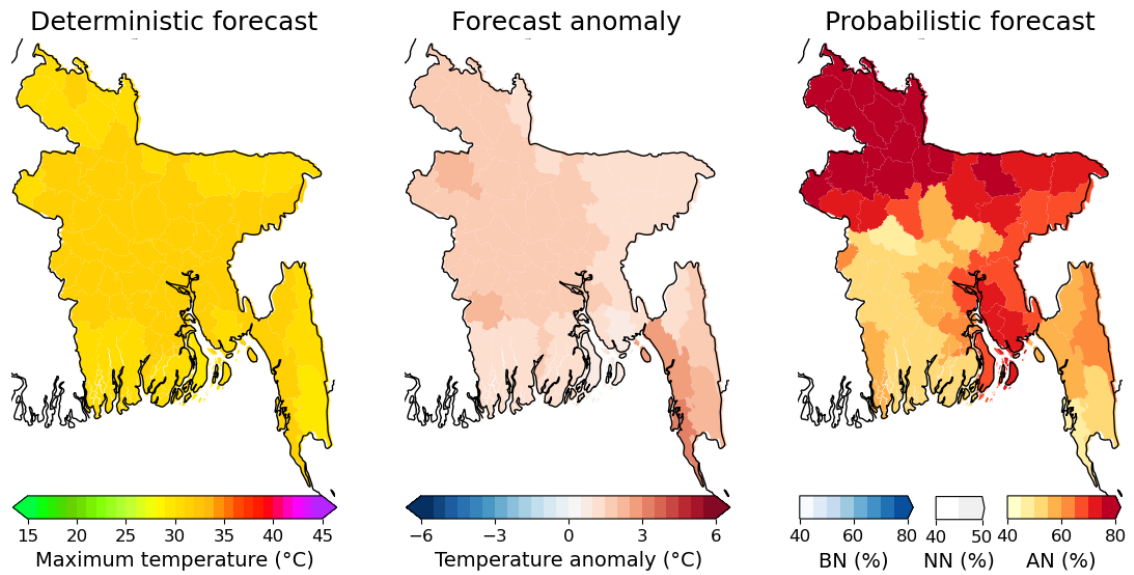 Deterministic forecast
Forecast anomaly
Probabilistic forecast
15 20 25 30 35 40 45
Maximum temperature (°C)
−6 −3 0 3 6
Temperature anomaly (°C)
40 60 80
BN (%)
40 50
NN (%)
40 60 80
AN (%)